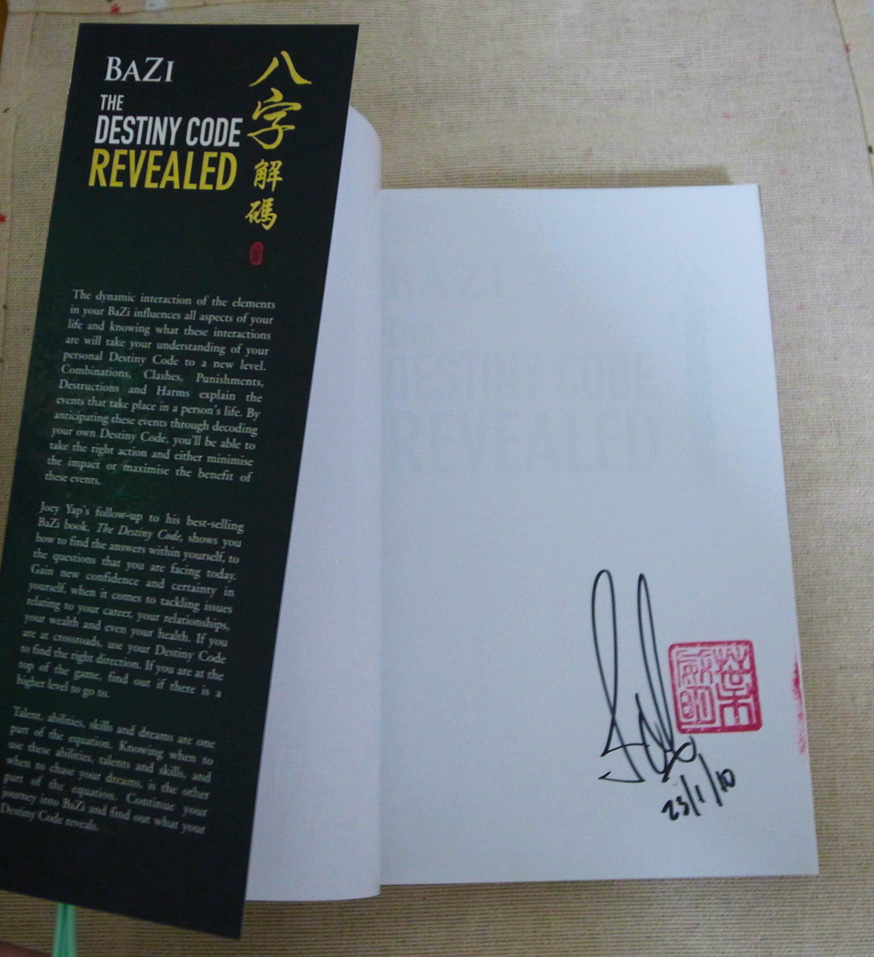 BAZI
THE
DESTINY CODE
REVEALED
八字解碼
The dynamic interaction of the elements
in your BaZi influences all aspects of your
life and knowing what these interactions
are will take your understanding of your
personal Destiny Code to a new level.
Combinations, Clashes, Punishments,
Destructions and Harms explain the
events that take place in a person's life. By
anticipating these events through decoding
your own Destiny Code, you'll be able to
take the right action and either minimise
the impact or maximise the benefit of
these events.
Joey Yap's follow-up to his best-selling
BaZi book, The Destiny Code, shows you
how to find the answers within yourself, to
the questions that you are facing today.
Gain new confidence and certainty in
yourself, when it comes to tackling issues
relating to your career, your relationships,
your wealth and even your health. If you
are at crossroads, use your Destiny Code
to find the right direction. If you are at the
top of the game, find out if there is a
higher level to go to.
Talent, abilities, skills and dreams are one
part of the equation. Knowing when to
use these abilities, talents and skills, and
when to chase your dreams, is the other
part of the equation. Continue your
journey into BaZi and find out what your
Destiny Code reveals.
BAZI
THE
DESTINY CODE
REVEALED
23/1/10